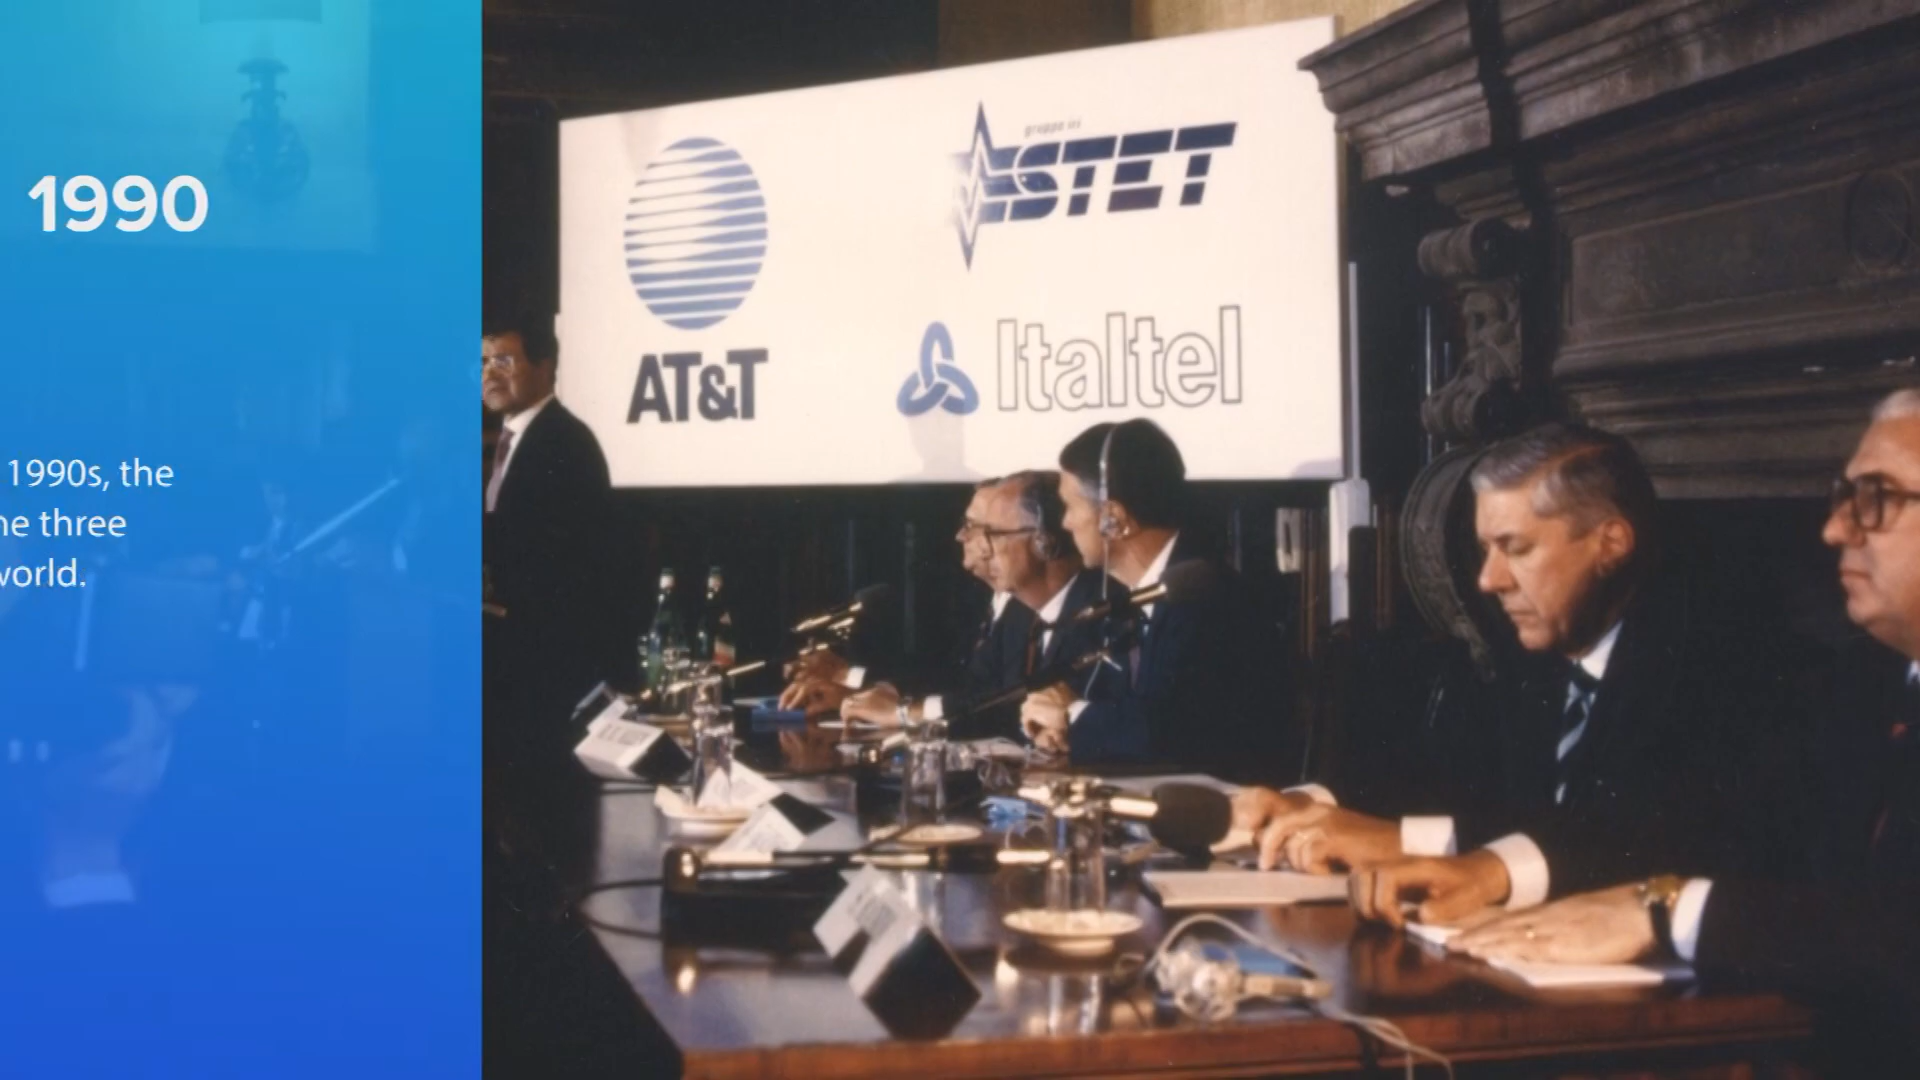 1990
1990s, the
he three
world.
gruppo iri
STET
AT&T
Italtel